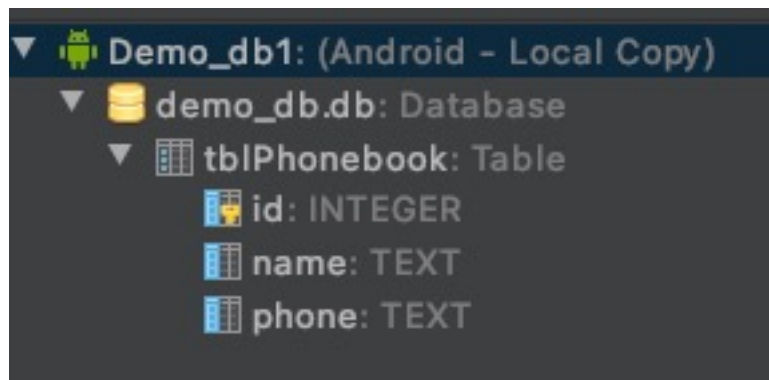 Demo_db1: (Android - Local Copy)
demo_db.db: Database
tblPhonebook: Table
id: INTEGER
name: TEXT
phone: TEXT